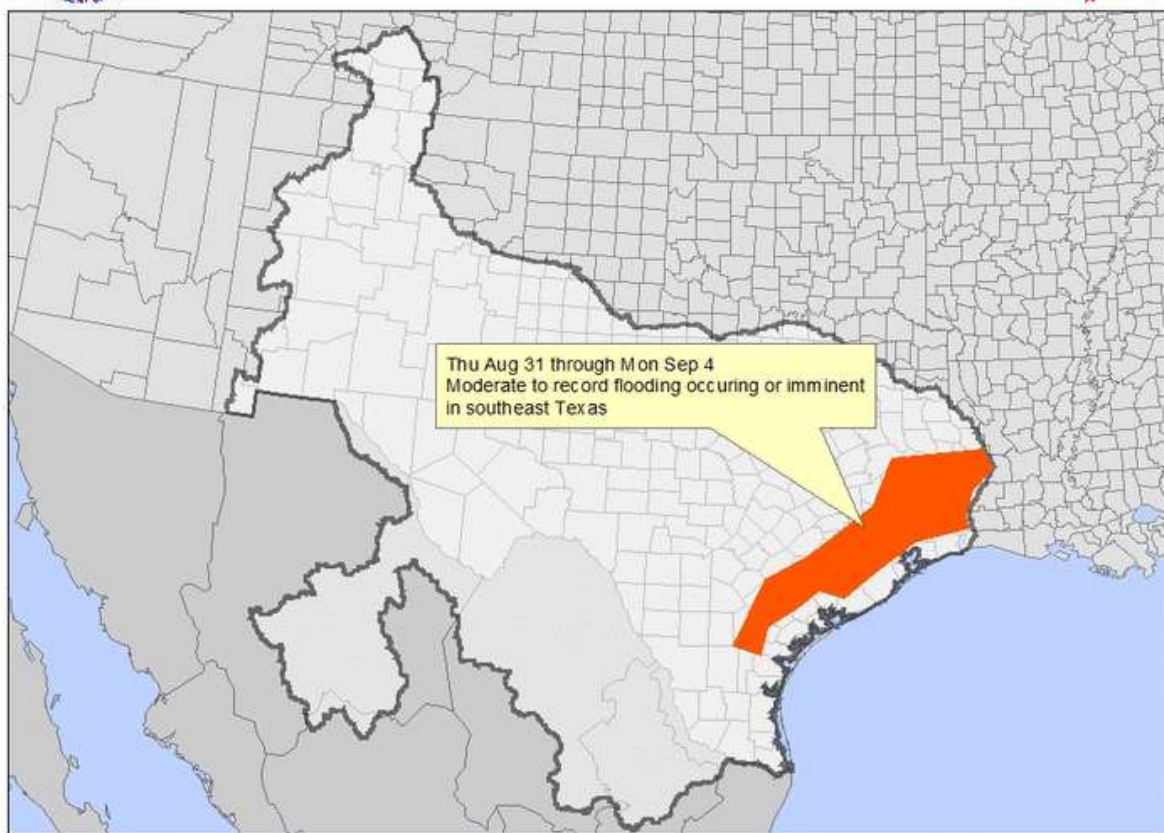 Thu Aug 31 through Mon Sep 4
Moderate to record flooding occuring or imminent
in southeast Texas